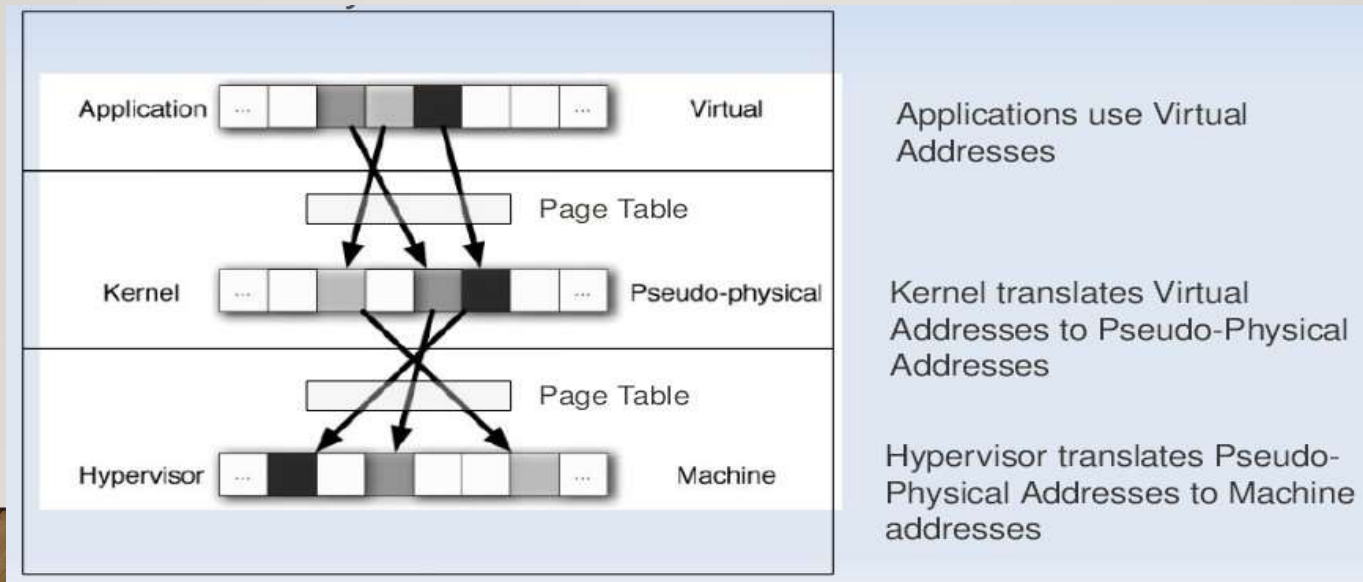 Application ... ... Virtual
Applications use Virtual
Addresses
Page Table
Kernel ... ... Pseudo-physical
Kernel translates Virtual
Addresses to Pseudo-Physical
Addresses
Page Table
Hypervisor ... ... Machine
Hypervisor translates Pseudo-
Physical Addresses to Machine
addresses